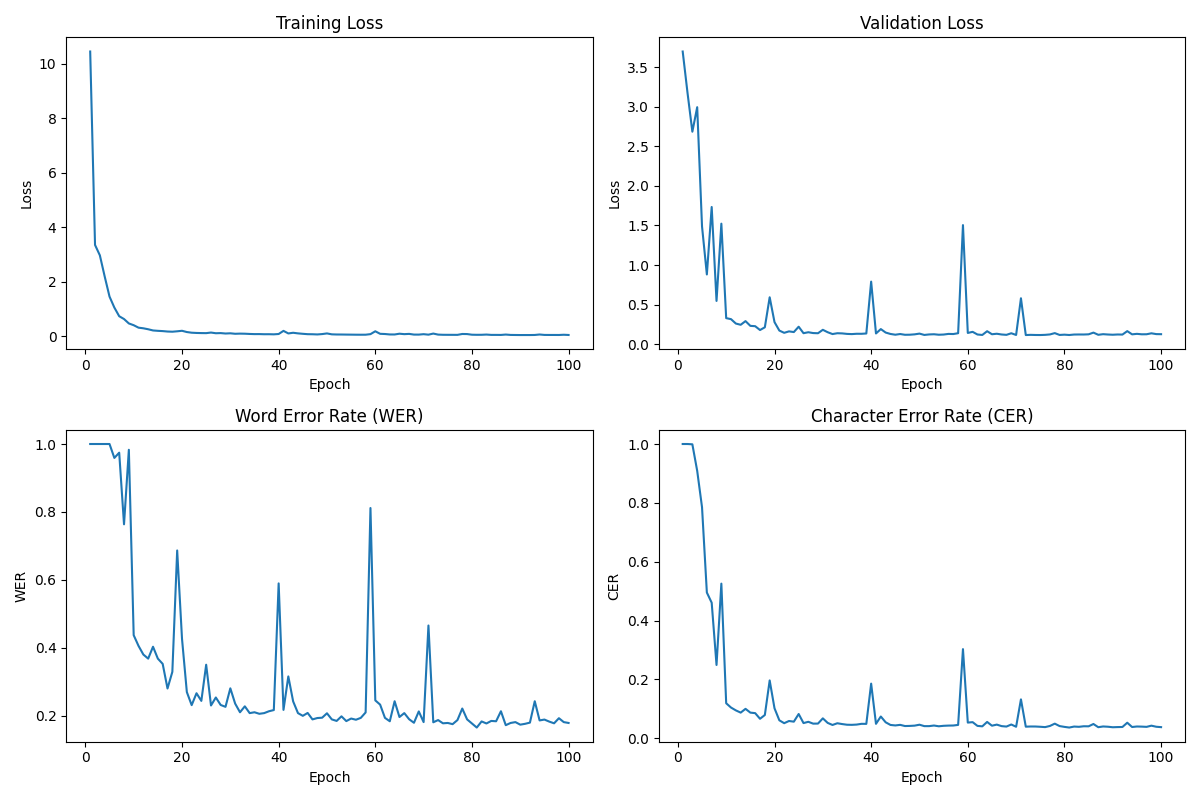 Training Loss
Loss
10
8
6
4
2
0
0 20 40 60 80 100
Epoch
Validation Loss
Loss
3.5
3.0
2.5
2.0
1.5
1.0
0.5
0.0
0 20 40 60 80 100
Epoch
Word Error Rate (WER)
WER
1.0
0.8
0.6
0.4
0.2
0 20 40 60 80 100
Epoch
Character Error Rate (CER)
CER
1.0
0.8
0.6
0.4
0.2
0.0
0 20 40 60 80 100
Epoch